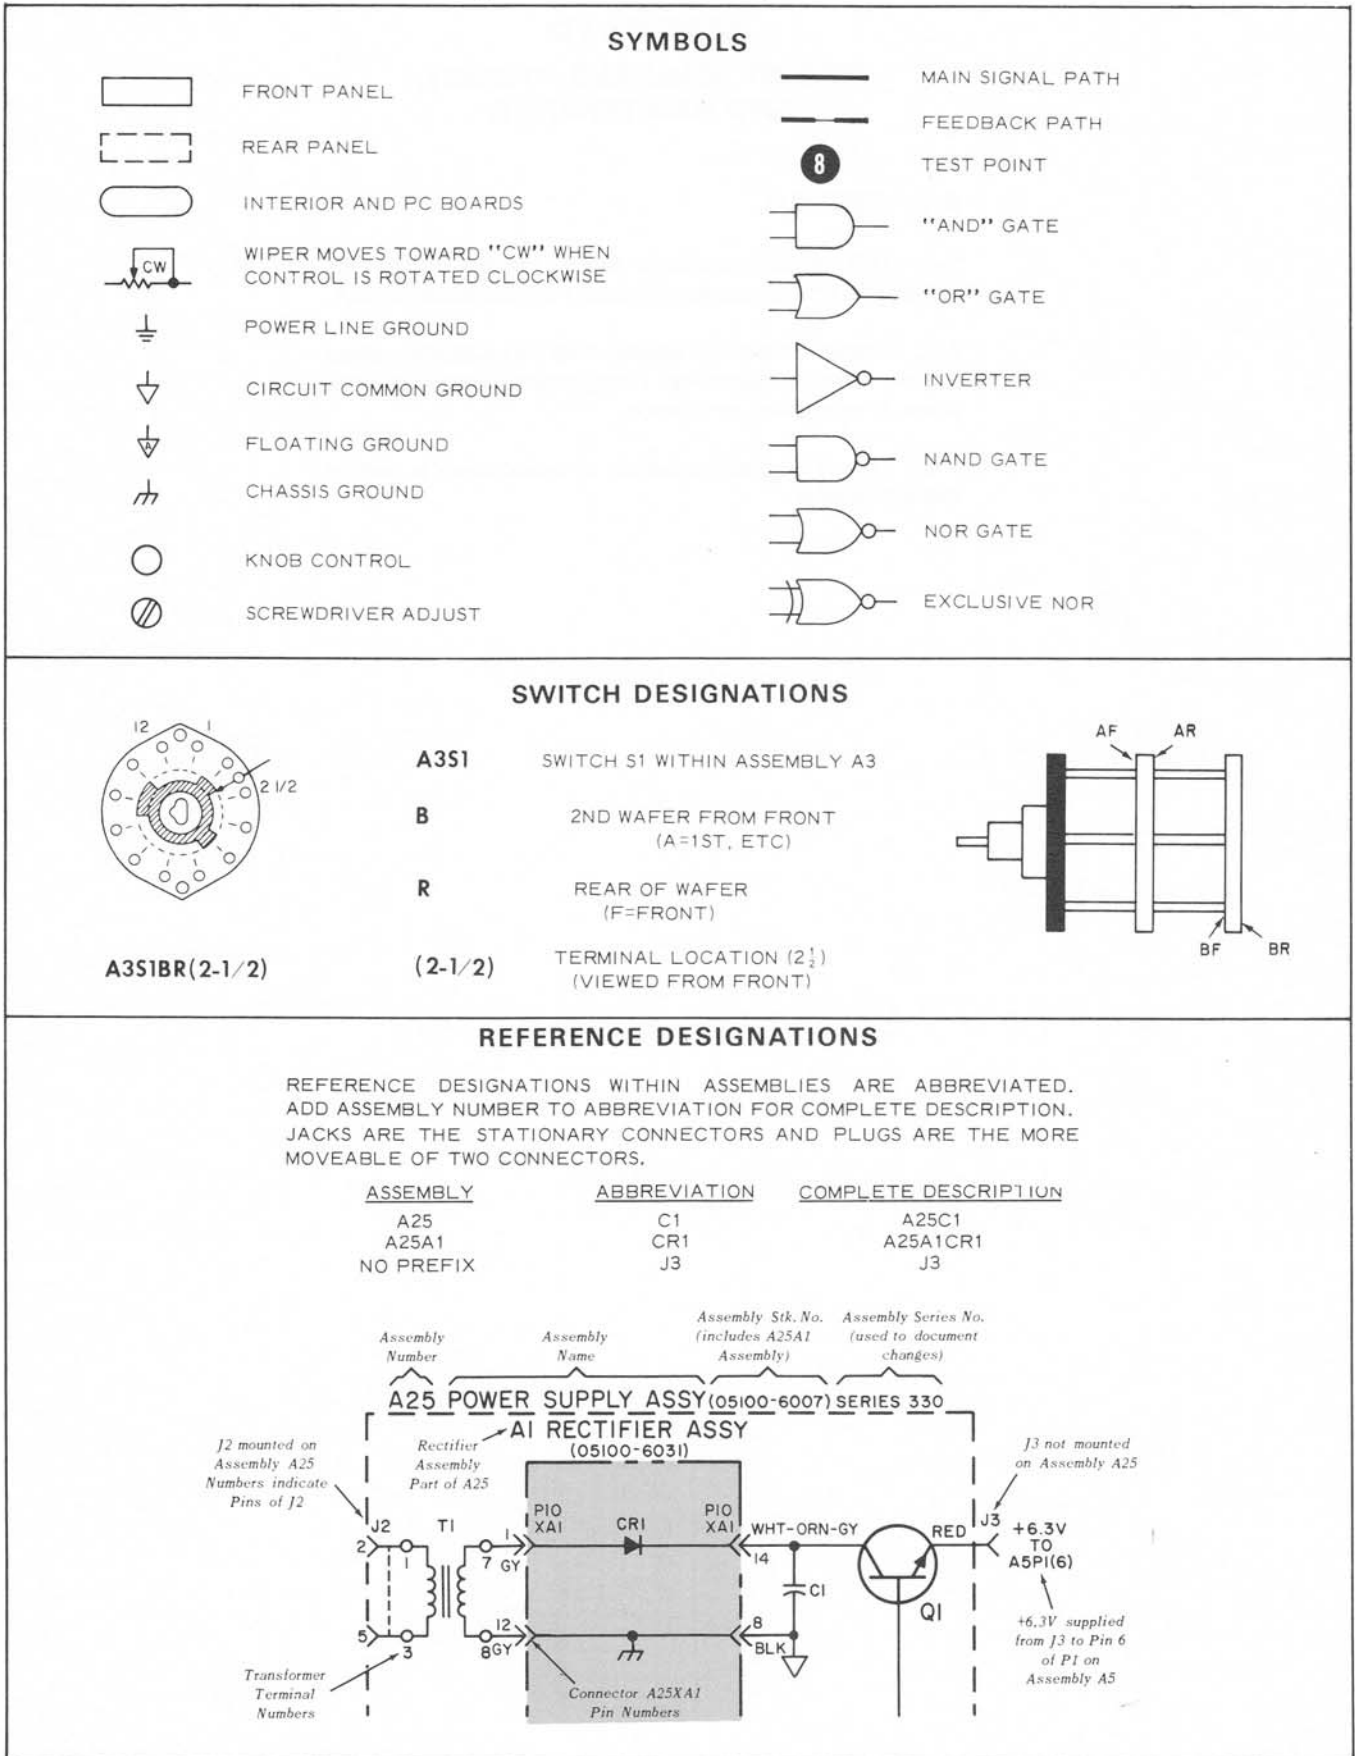 SYMBOLS
FRONT PANEL
REAR PANEL
INTERIOR AND PC BOARDS
CW
WIPER MOVES TOWARD "CW" WHEN
CONTROL IS ROTATED CLOCKWISE
POWER LINE GROUND
CIRCUIT COMMON GROUND
A
FLOATING GROUND
CHASSIS GROUND
KNOB CONTROL
SCREWDRIVER ADJUST
MAIN SIGNAL PATH
FEEDBACK PATH
8
TEST POINT
"AND" GATE
"OR" GATE
INVERTER
NAND GATE
NOR GATE
EXCLUSIVE NOR
SWITCH DESIGNATIONS
12 1
2 1/2
A3S1BR(2-1/2)
A3S1 SWITCH S1 WITHIN ASSEMBLY A3
B 2ND WAFER FROM FRONT
(A=1ST, ETC)
R REAR OF WAFER
(F=FRONT)
(2-1/2) TERMINAL LOCATION (2½)
(VIEWED FROM FRONT)
AF AR
BF BR
REFERENCE DESIGNATIONS
REFERENCE DESIGNATIONS WITHIN ASSEMBLIES ARE ABBREVIATED.
ADD ASSEMBLY NUMBER TO ABBREVIATION FOR COMPLETE DESCRIPTION.
JACKS ARE THE STATIONARY CONNECTORS AND PLUGS ARE THE MORE
MOVEABLE OF TWO CONNECTORS.
ASSEMBLY ABBREVIATION COMPLETE DESCRIPTION
A25 C1 A25C1
A25A1 CR1 A25A1CR1
NO PREFIX J3 J3
Assembly
Number
Assembly
Name
Assembly Stk. No.
(includes A25A1
Assembly)
Assembly Series No.
(used to document
changes)
A25 POWER SUPPLY ASSY (05100-6007) SERIES 330
A1 RECTIFIER ASSY
(05100-6031)
J2 mounted on
Assembly A25
Numbers indicate
Pins of J2
Rectifier
Assembly
Part of A25
J3 not mounted
on Assembly A25
J2 T1
2 1 7 1
GY
P10
XA1
CR1
P10
XA1
WHT-ORN-GY
14
RED
J3
+6.3V
TO
A5P1(6)
C1
Q1
5 3 8 12
GY
8
BLK
Transformer
Terminal
Numbers
Connector A25XA1
Pin Numbers
+6.3V supplied
from J3 to Pin 6
of P1 on
Assembly A5